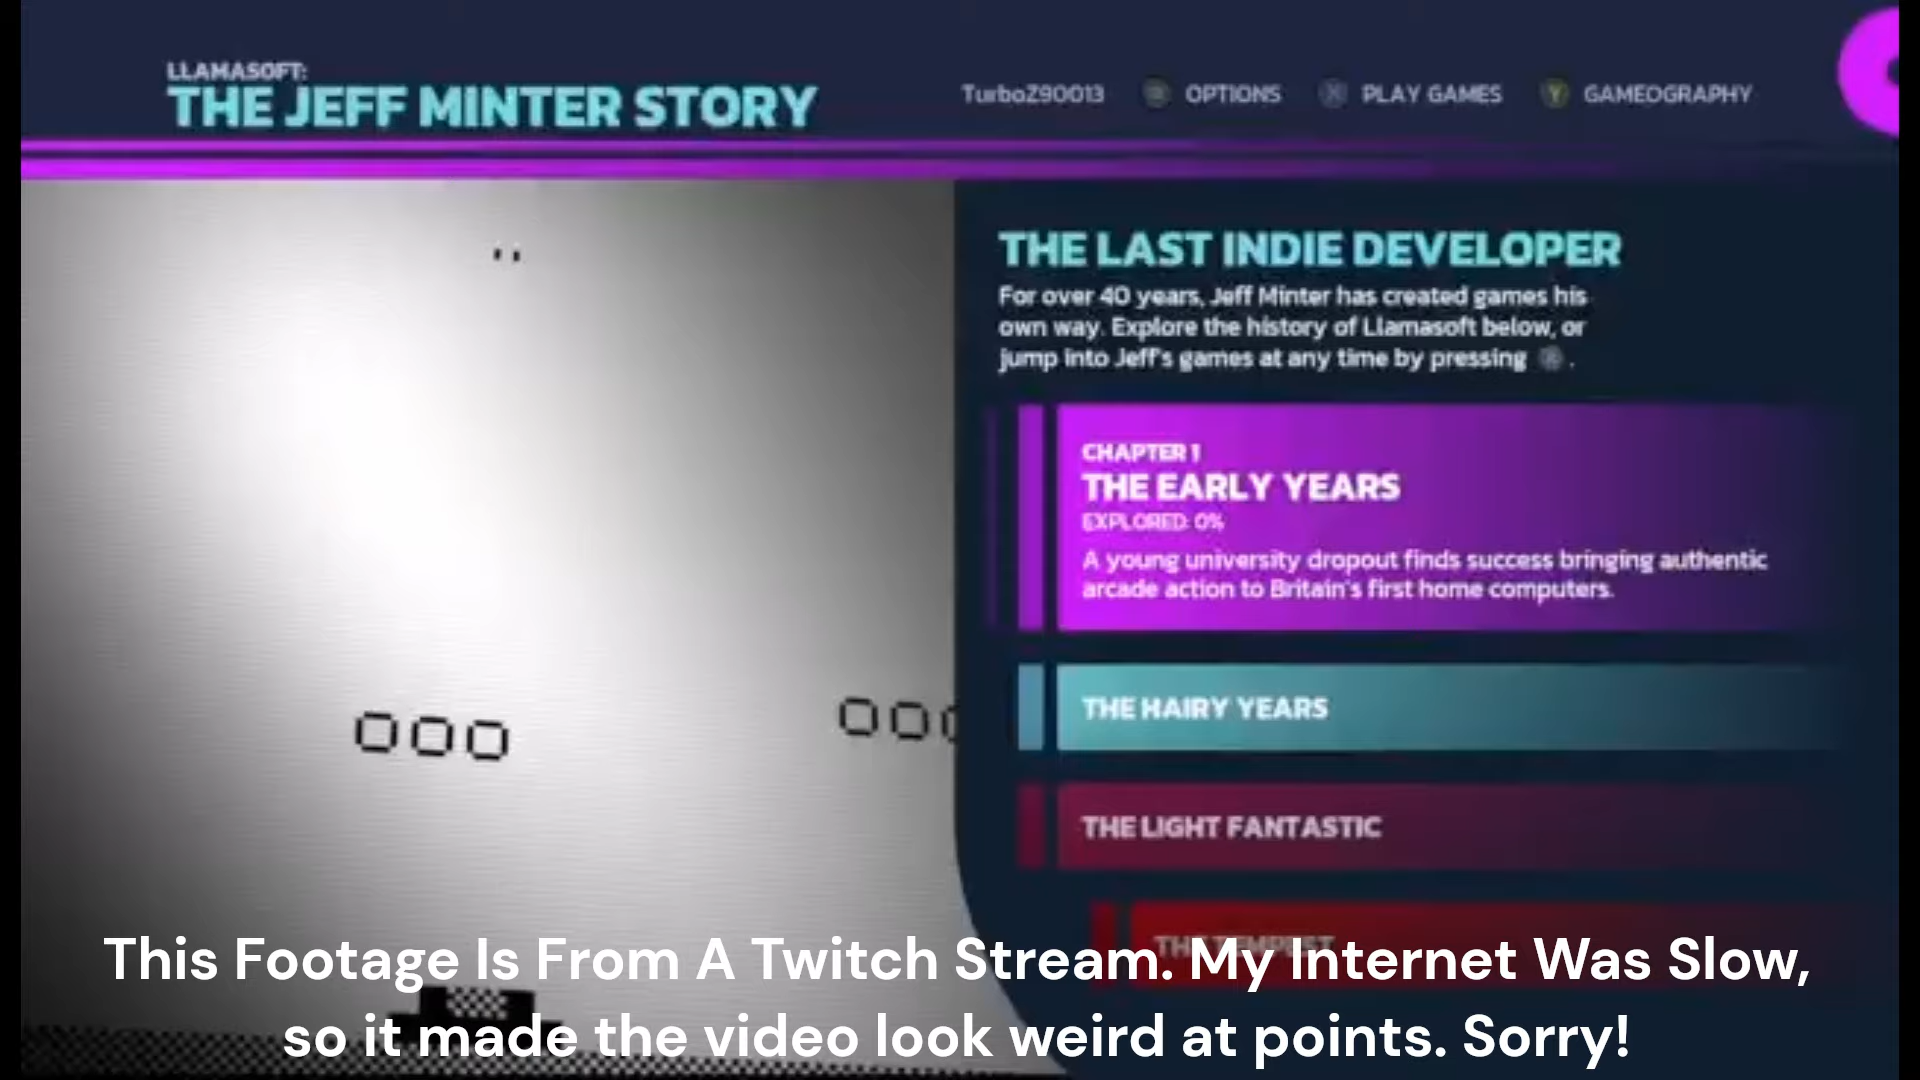 LLAMASOFT:
THE JEFF MINTER STORY
TurboZ90013
OPTIONS
X PLAY GAMES
Y GAMEOGRAPHY
THE LAST INDIE DEVELOPER
For over 40 years, Jeff Minter has created games his
own way. Explore the history of Llamasoft below, or
jump into Jeff's games at any time by pressing .
CHAPTER 1
THE EARLY YEARS
EXPLORED: 0%
A young university dropout finds success bringing authentic
arcade action to Britain's first home computers.
THE HAIRY YEARS
THE LIGHT FANTASTIC
THE TEMPEST
This Footage Is From A Twitch Stream. My Internet Was Slow,
so it made the video look weird at points. Sorry!